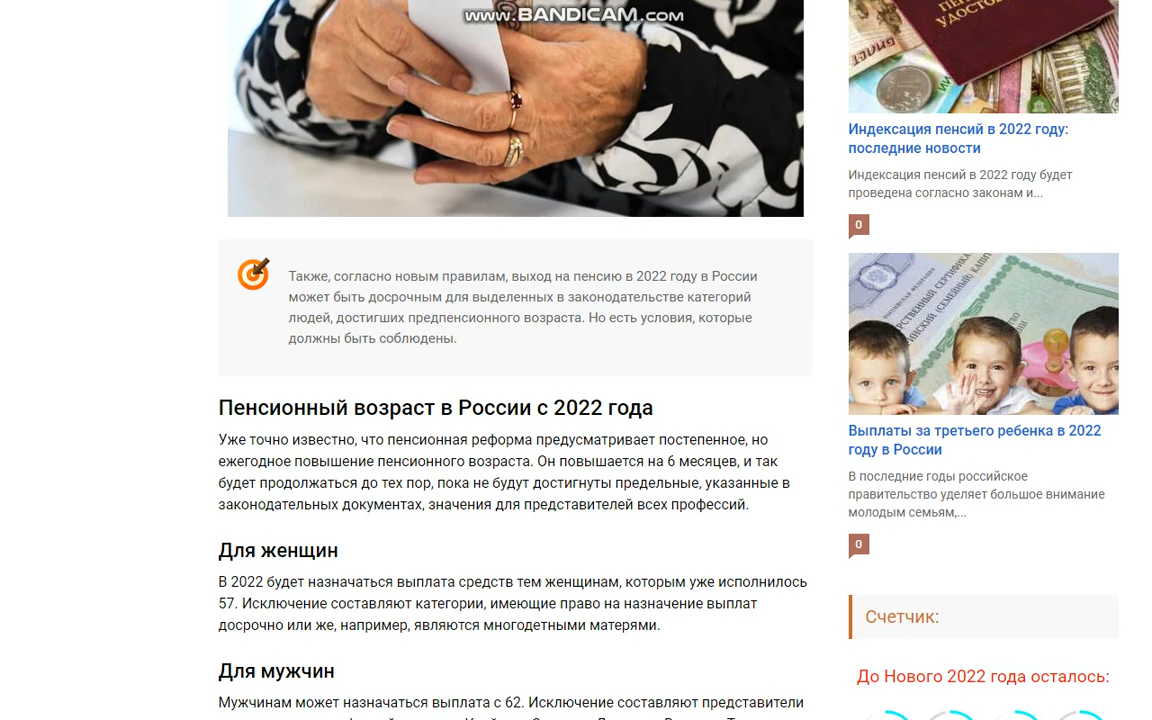 www.BANDICAM.com
Также, согласно новым правилам, выход на пенсию в 2022 году в России
может быть досрочным для выделенных в законодательстве категорий
людей, достигших предпенсионного возраста. Но есть условия, которые
должны быть соблюдены.
Пенсионный возраст в России с 2022 года
Уже точно известно, что пенсионная реформа предусматривает постепенное, но
ежегодное повышение пенсионного возраста. Он повышается на 6 месяцев, и так
будет продолжаться до тех пор, пока не будут достигнуты предельные, указанные в
законодательных документах, значения для представителей всех профессий.
Для женщин
В 2022 будет назначаться выплата средств тем женщинам, которым уже исполнилось
57. Исключение составляют категории, имеющие право на назначение выплат
досрочно или же, например, являются многодетными матерями.
Для мужчин
Мужчинам может назначаться выплата с 62. Исключение составляют представители
БИЛЕТ
Индексация пенсий в 2022 году:
последние новости
Индексация пенсий в 2022 году будет
проведена согласно законам и...
0
Выплаты за третьего ребенка в 2022
году в России
В последние годы российское
правительство уделяет большое внимание
молодым семьям,...
0
Счетчик:
До Нового 2022 года осталось: